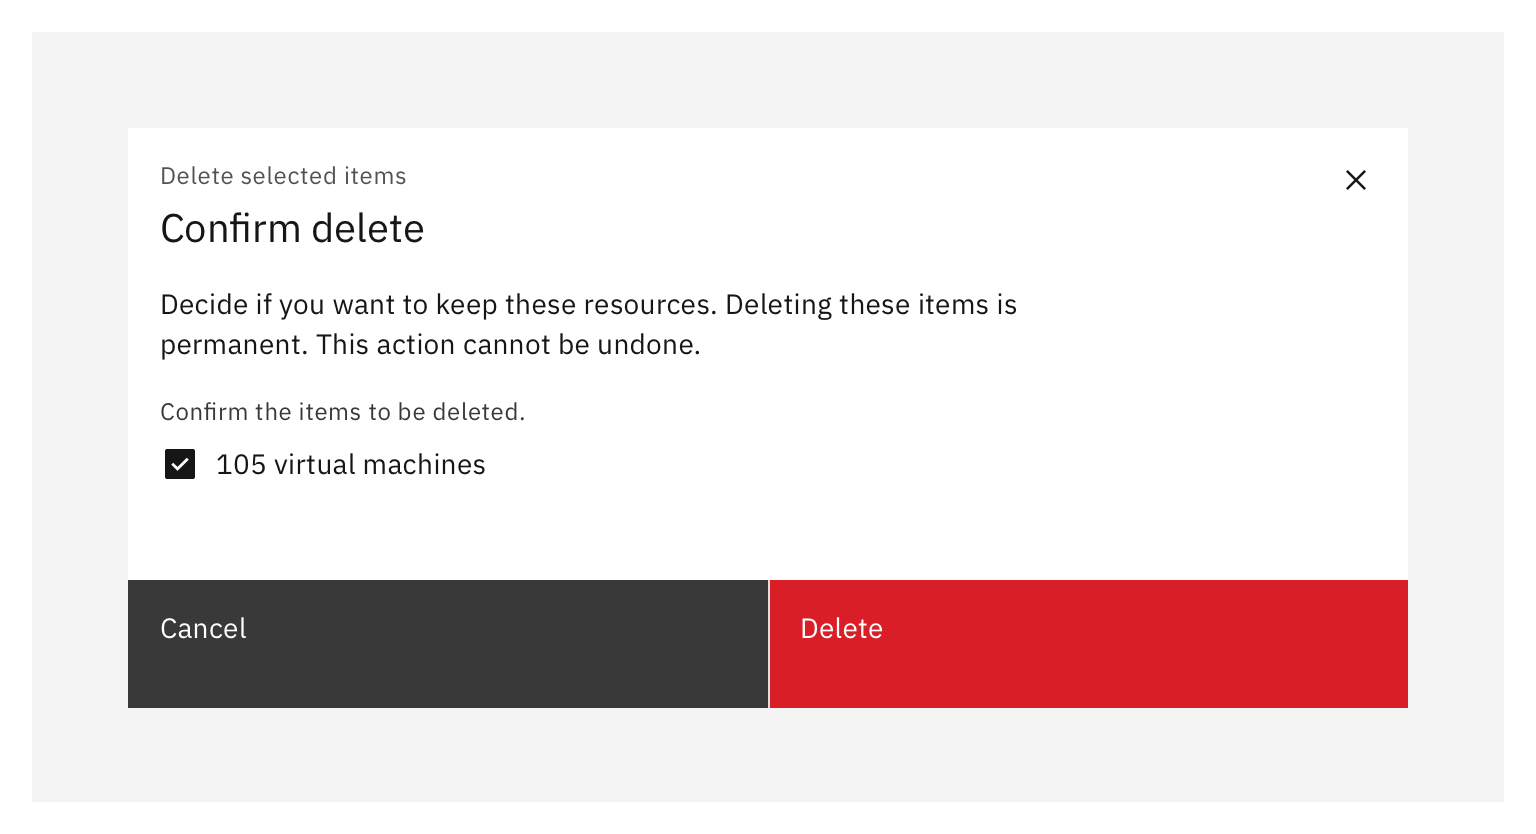 Delete selected items
Confirm delete
Decide if you want to keep these resources. Deleting these items is
permanent. This action cannot be undone.
Confirm the items to be deleted.
105 virtual machines
Cancel
Delete